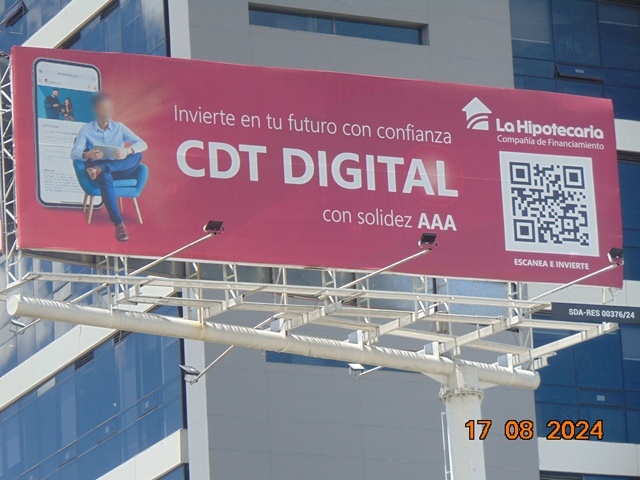 Invierte en tu futuro con confianza
CDT DIGITAL
con solidez AAA
La Hipotecaria
Compañía de Financiamiento
ESCANEA E INVIERTE
SDA-RES 00376/24
17 08 2024